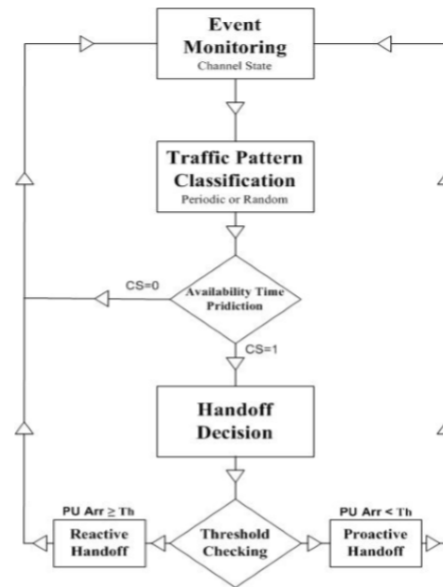 Event
Monitoring
Channel State
Traffic Pattern
Classification
Periodic or Random
Availability Time
Pridiction
CS=0
CS=1
Handoff
Decision
PU Arr ≥ Th
PU Arr < Th
Reactive
Handoff
Threshold
Checking
Proactive
Handoff